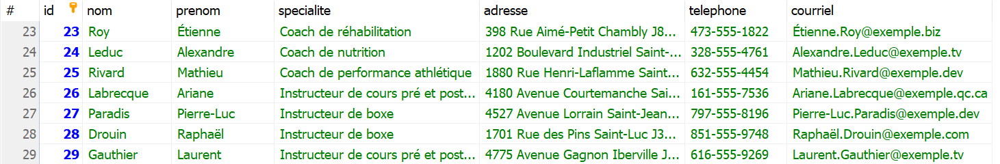 # id nom prenom specialite adresse telephone courriel
23 23 Roy Étienne Coach de réhabilitation 398 Rue Aimé-Petit Chambly J8... 473-555-1822 Étienne.Roy@exemple.biz
24 24 Leduc Alexandre Coach de nutrition 1202 Boulevard Industriel Saint-... 328-555-4761 Alexandre.Leduc@exemple.tv
25 25 Rivard Mathieu Coach de performance athlétique 1880 Rue Henri-Laflamme Saint... 632-555-4454 Mathieu.Rivard@exemple.dev
26 26 Labrecque Ariane Instructeur de cours pré et post... 4180 Avenue Courtemanche Sai... 161-555-7536 Ariane.Labrecque@exemple.qc.ca
27 27 Paradis Pierre-Luc Instructeur de boxe 4527 Avenue Lorrain Saint-Jean... 797-555-8196 Pierre-Luc.Paradis@exemple.dev
28 28 Drouin Raphaël Instructeur de boxe 1701 Rue des Pins Saint-Luc J3... 851-555-9748 Raphaël.Drouin@exemple.com
29 29 Gauthier Laurent Instructeur de cours pré et post... 4775 Avenue Gagnon Iberville J... 616-555-9269 Laurent.Gauthier@exemple.tv